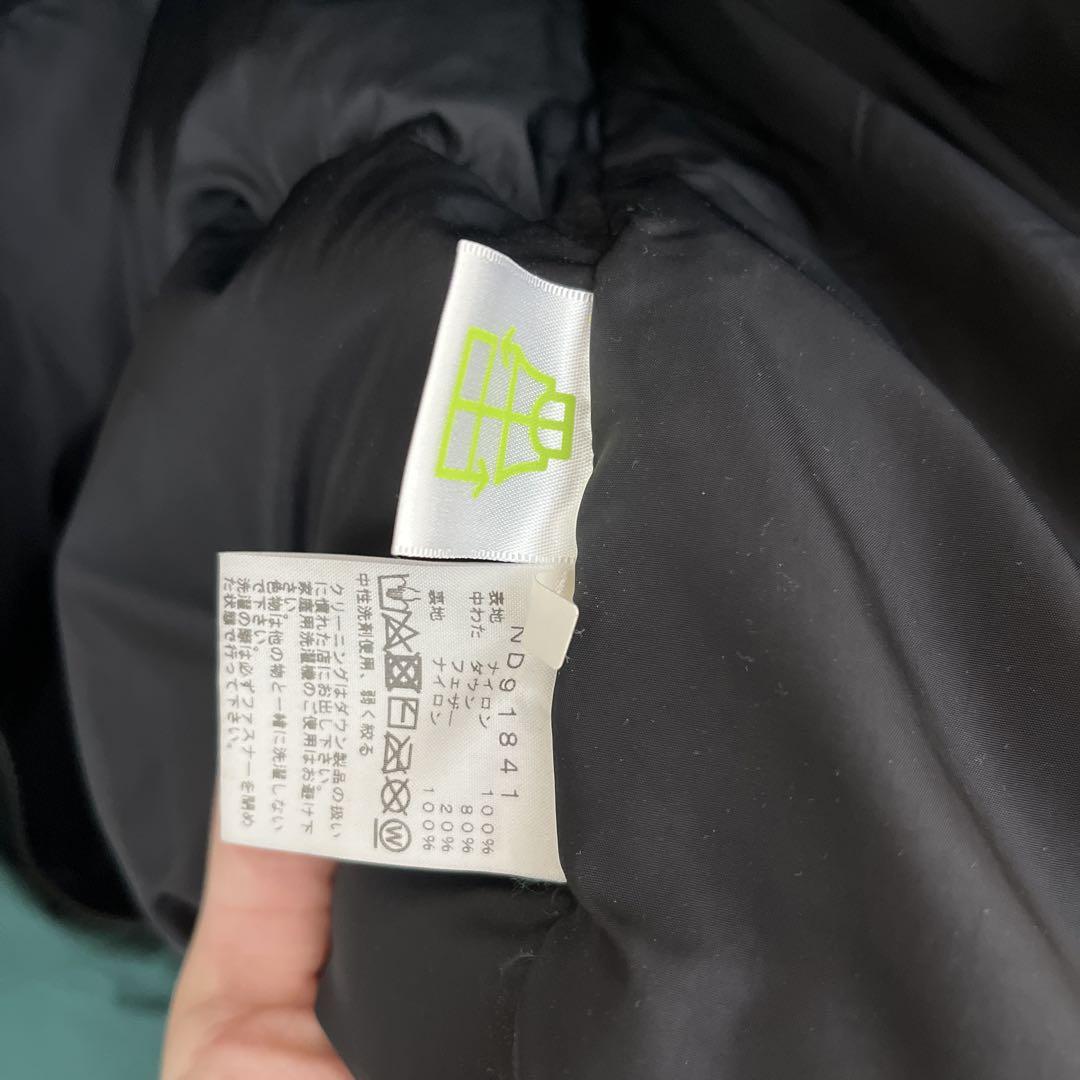 ND91841
表地 ナイロン 100%
中わた ダウン 80%
フェザー 20%
裏地 ナイロン 100%
W
中性洗剤使用、弱く絞る
クリーニングはダウン製品の扱い
に慣れた店にお出し下さい。
家庭用洗濯機のご使用はお避け下
さい。
色物は他の物と一緒に洗濯しない
で下さい。
洗濯の際は必ずファスナーを閉め
た状態で行って下さい。